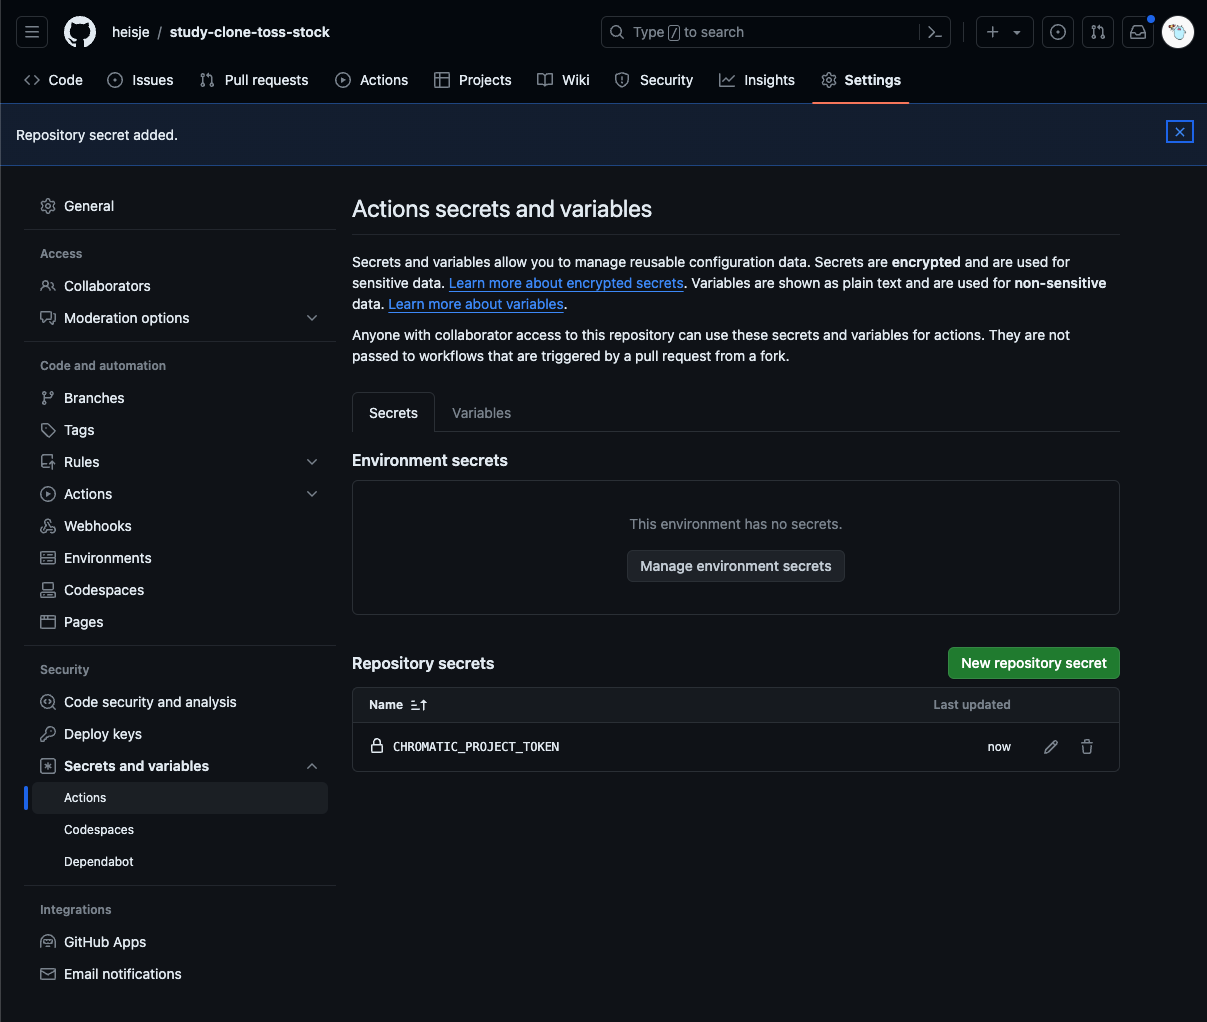 heisje / study-clone-toss-stock
Type / to search
Code
Issues
Pull requests
Actions
Projects
Wiki
Security
Insights
Settings
Repository secret added.
General
Access
Collaborators
Moderation options
Code and automation
Branches
Tags
Rules
Actions
Webhooks
Environments
Codespaces
Pages
Security
Code security and analysis
Deploy keys
Secrets and variables
Actions
Codespaces
Dependabot
Integrations
GitHub Apps
Email notifications
Actions secrets and variables
Secrets and variables allow you to manage reusable configuration data. Secrets are encrypted and are used for
sensitive data. Learn more about encrypted secrets. Variables are shown as plain text and are used for non-sensitive
data. Learn more about variables.
Anyone with collaborator access to this repository can use these secrets and variables for actions. They are not
passed to workflows that are triggered by a pull request from a fork.
Secrets
Variables
Environment secrets
This environment has no secrets.
Manage environment secrets
Repository secrets
New repository secret
Name
Last updated
CHROMATIC_PROJECT_TOKEN
now